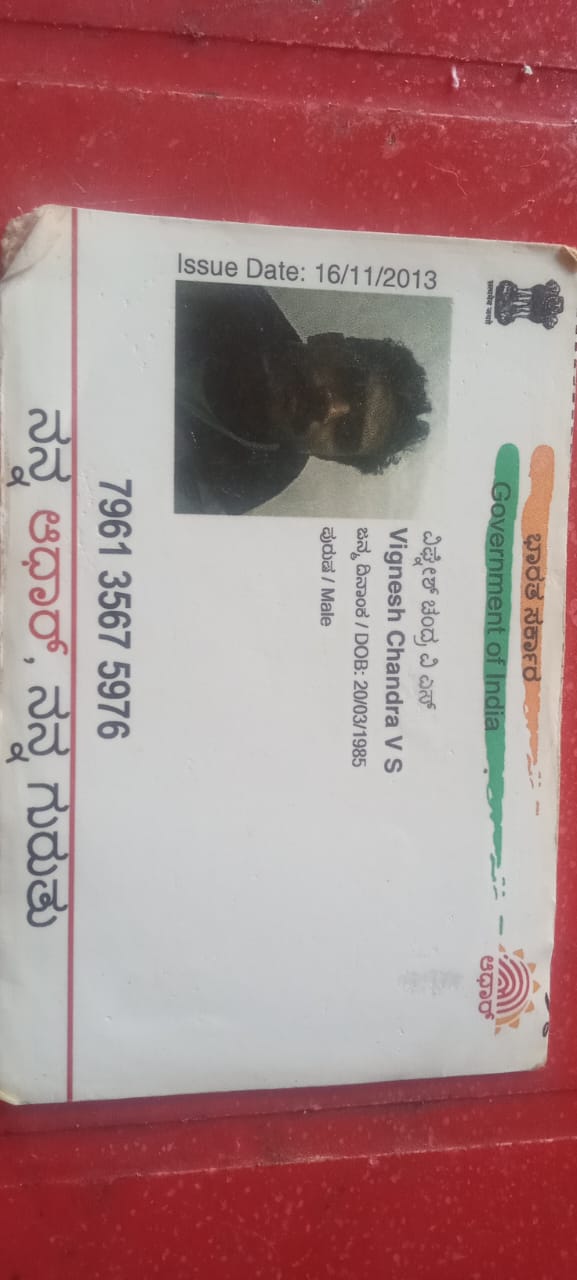 ಭಾರತ ಸರ್ಕಾರ
Government of India
ಆಧಾರ್
Issue Date: 16/11/2013
ವಿಘ್ನೇಶ್ ಚಂದ್ರ ವಿ ಎಸ್
Vignesh Chandra V S
ಜನ್ಮ ದಿನಾಂಕ / DOB: 20/03/1985
ಪುರುಷ / Male
7961 3567 5976
ನನ್ನ ಆಧಾರ್, ನನ್ನ ಗುರುತು